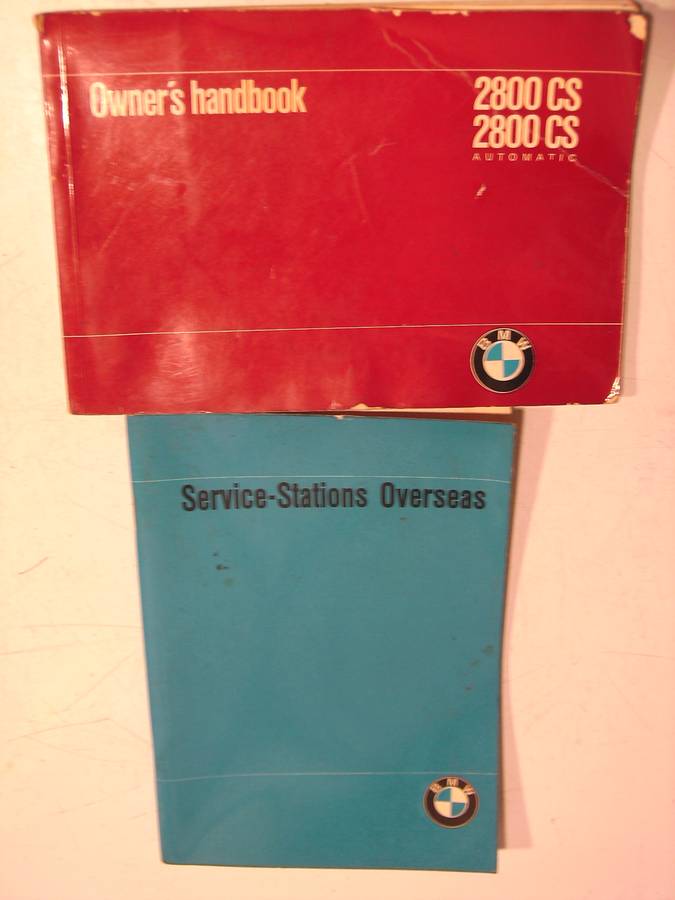 Owner's handbook
2800 CS
2800 CS
AUTOMATIC
BMW
Service-Stations Overseas
BMW